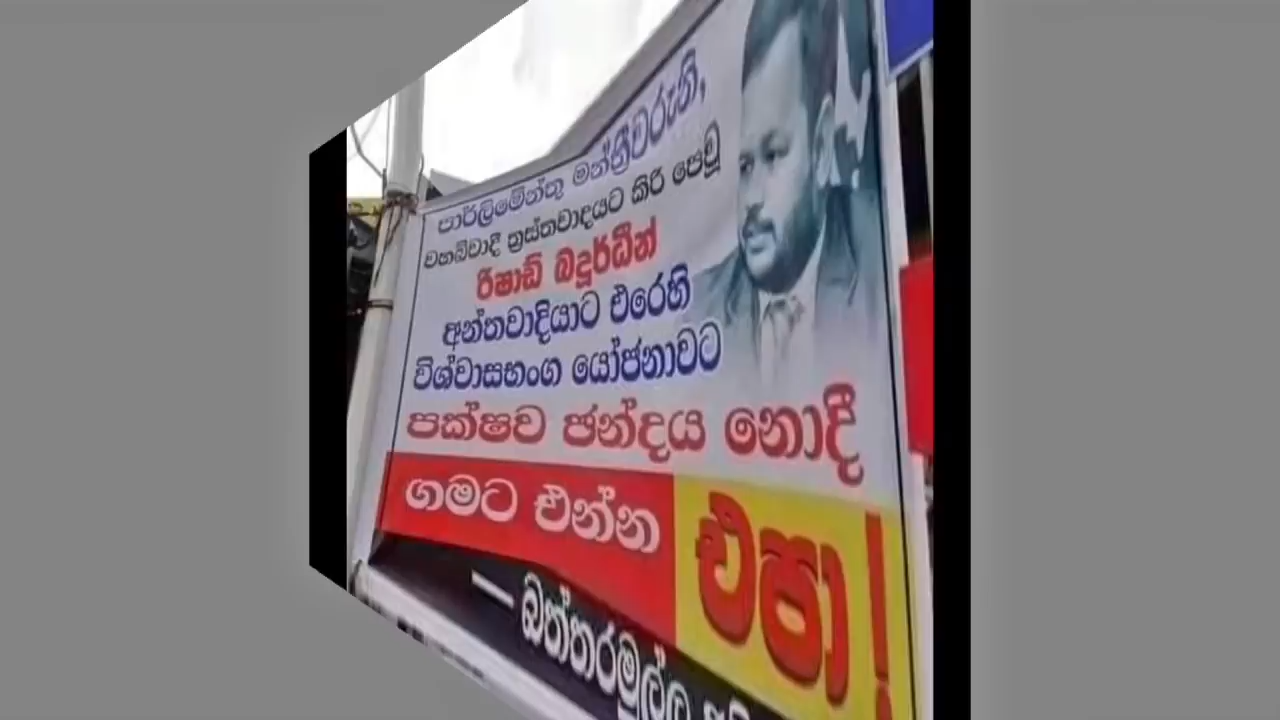 පාර්ලිමේන්තු මන්ත්‍රීවරුනි,
වහබ්වාදී ත්‍රස්තවාදයට කිරි පෙවූ
රිෂාඩ් බදුර්ධීන්
අන්තවාදියාට එරෙහි
විශ්වාසභංග යෝජනාවට
පක්ෂව ඡන්දය නොදී
ගමට එන්න එපා!
– බත්තරමුල්ල